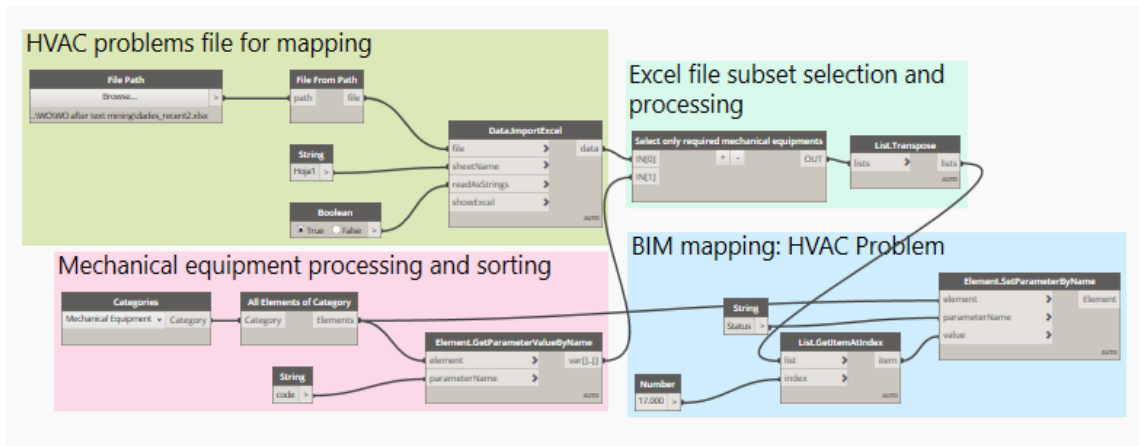 HVAC problems file for mapping
File Path
Browse...
>
..\WO\WO after text mining\dades_recent2.xlsx
File From Path
path file
String
Hoja1 >
Boolean
True False >
Data.ImportExcel
file > data
sheetName >
readAsStrings >
showExcel >
AUTO
Excel file subset selection and
processing
Select only required mechanical equipments
IN[0] + - OUT
IN[1]
List.Transpose
lists > lists
AUTO
Mechanical equipment processing and sorting
Categories
Mechanical Equipment Category
All Elements of Category
Category Elements
Element.GetParameterValueByName
element > var[]..[]
parameterName >
AUTO
String
code >
BIM mapping: HVAC Problem
String
Status >
Number
17.000 >
List.GetItemAtIndex
list > item
index >
AUTO
Element.SetParameterByName
element > Element
parameterName >
value >
AUTO